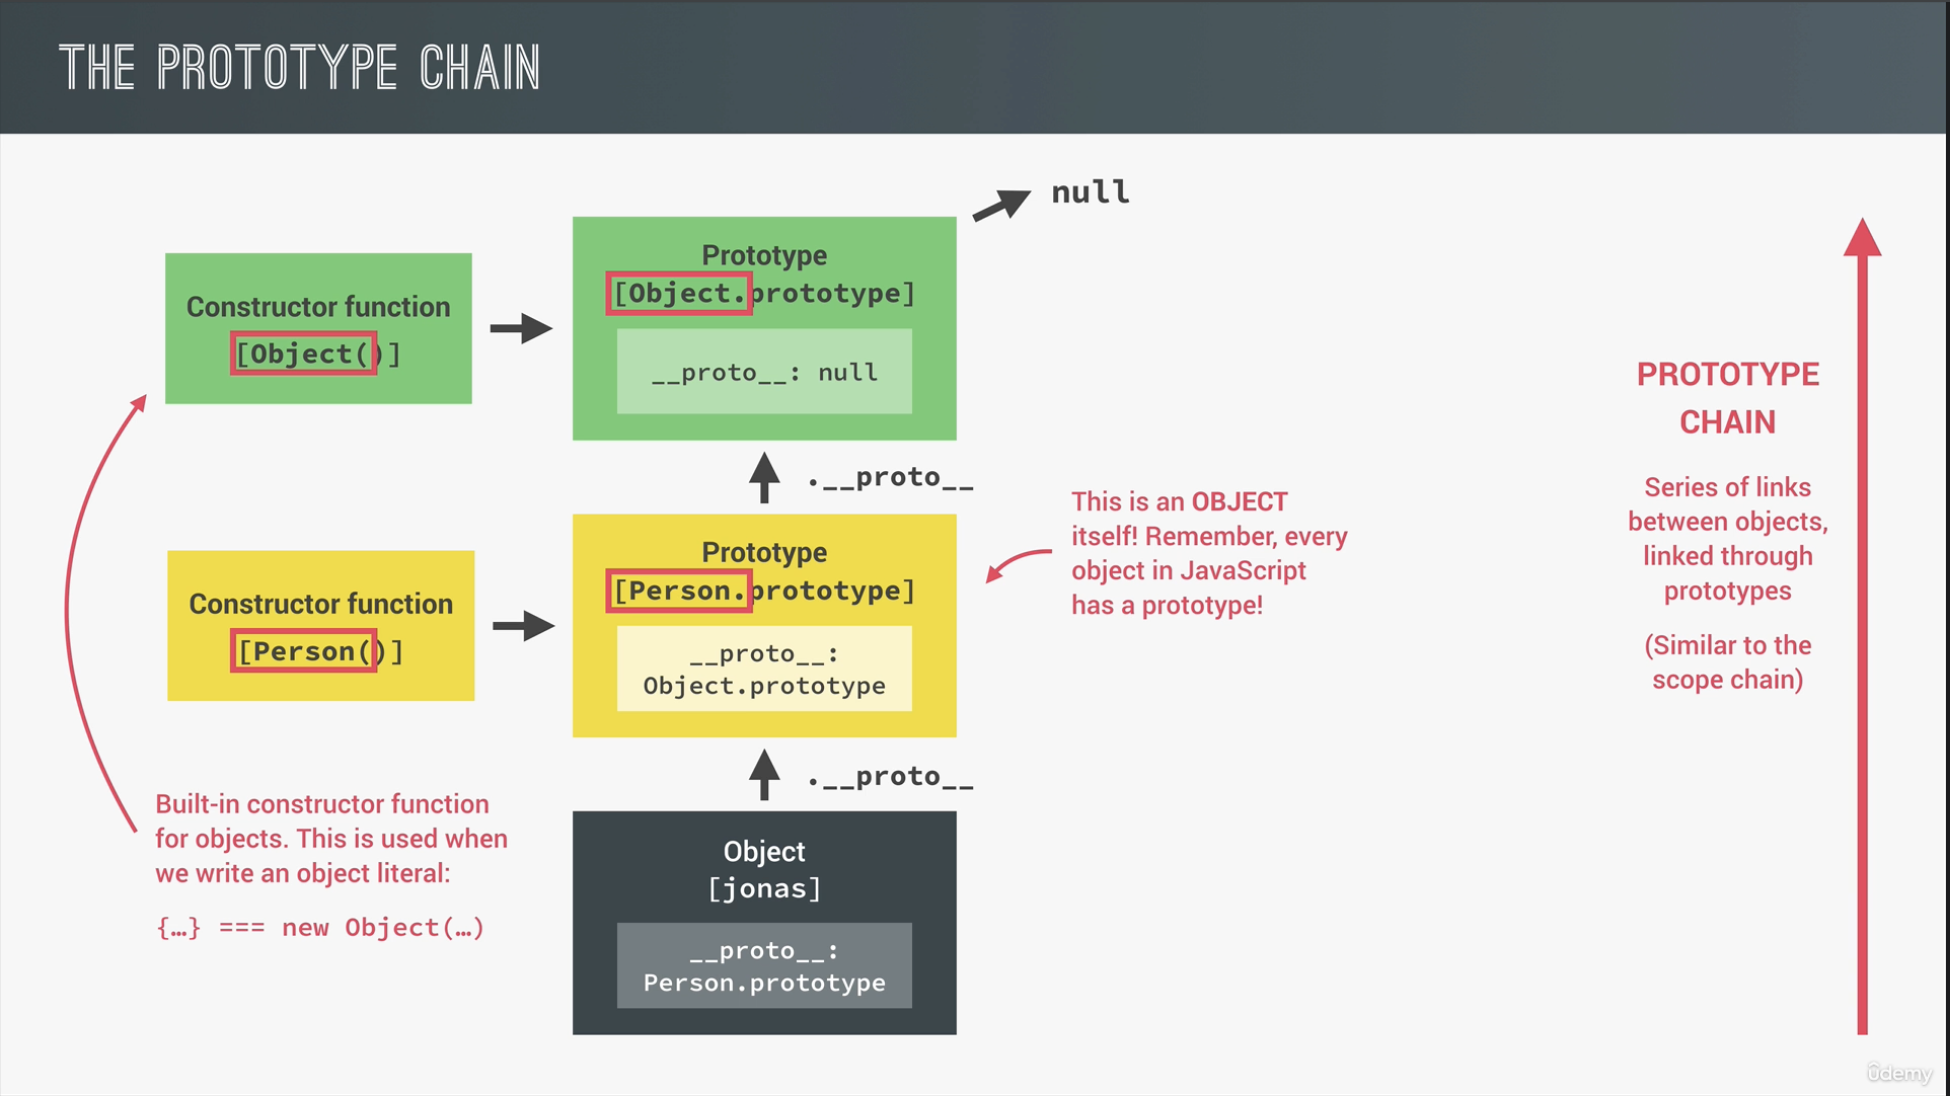 THE PROTOTYPE CHAIN
null
Prototype
[Object.prototype]
__proto__: null
Constructor function
[Object()]
.__proto__
Prototype
[Person.prototype]
__proto__:
Object.prototype
Constructor function
[Person()]
This is an OBJECT
itself! Remember, every
object in JavaScript
has a prototype!
.__proto__
Object
[jonas]
__proto__:
Person.prototype
Built-in constructor function
for objects. This is used when
we write an object literal:
{…} === new Object(…)
PROTOTYPE
CHAIN
Series of links
between objects,
linked through
prototypes
(Similar to the
scope chain)
ûdemy